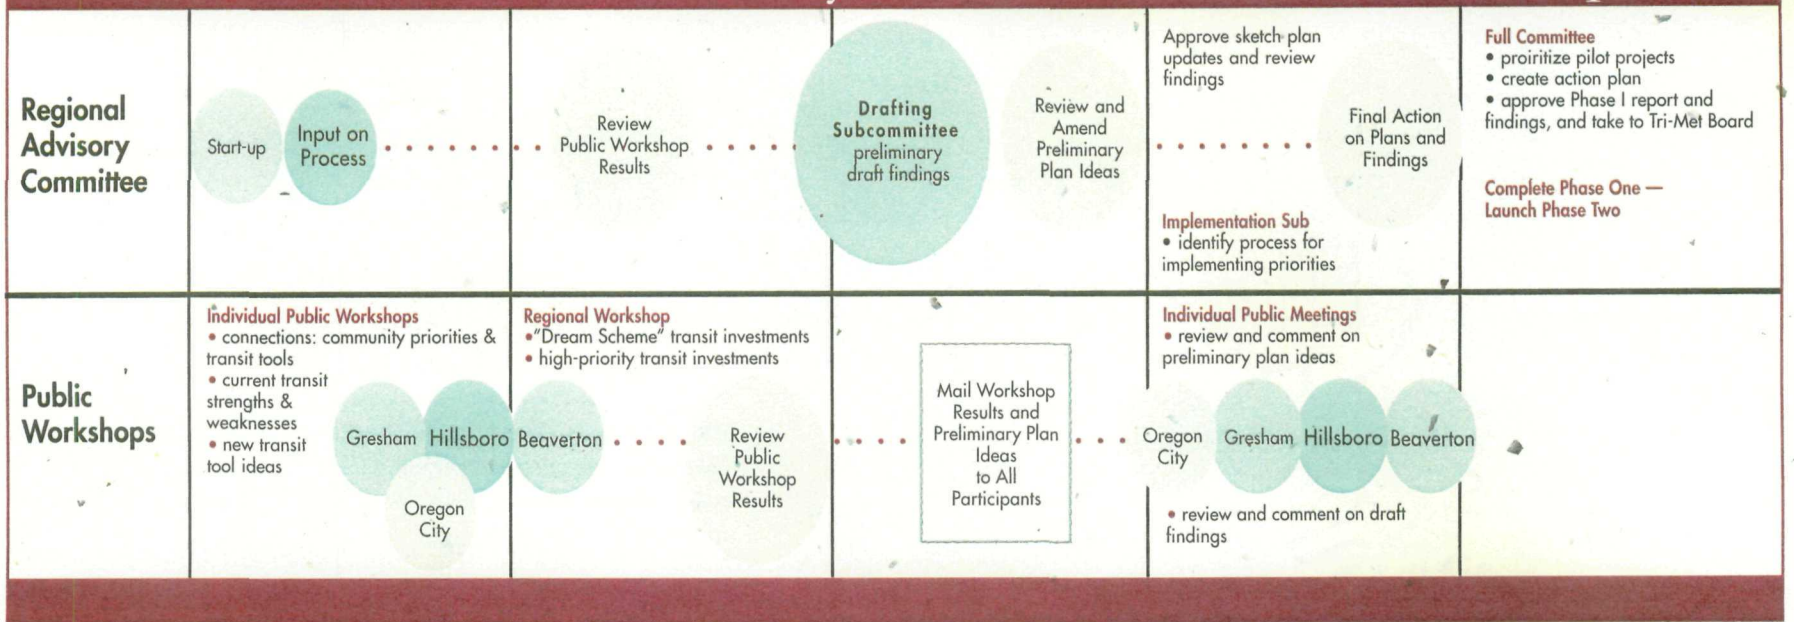 Regional
Advisory
Committee
Start-up
Input on
Process
Review
Public Workshop
Results
Drafting
Subcommittee
preliminary
draft findings
Review and
Amend
Preliminary
Plan Ideas
Approve sketch plan
updates and review
findings
Implementation Sub
• identify process for
implementing priorities
Final Action
on Plans and
Findings
Full Committee
• proiritize pilot projects
• create action plan
• approve Phase I report and
findings, and take to Tri-Met Board
Complete Phase One —
Launch Phase Two
Public
Workshops
Individual Public Workshops
• connections: community priorities &
transit tools
• current transit
strengths &
weaknesses
• new transit
tool ideas
Gresham
Hillsboro
Beaverton
Oregon
City
Regional Workshop
•"Dream Scheme" transit investments
• high-priority transit investments
Review
Public
Workshop
Results
Mail Workshop
Results and
Preliminary Plan
Ideas
to All
Participants
Individual Public Meetings
• review and comment on
preliminary plan ideas
Oregon
City
Gresham
Hillsboro
Beaverton
• review and comment on draft
findings